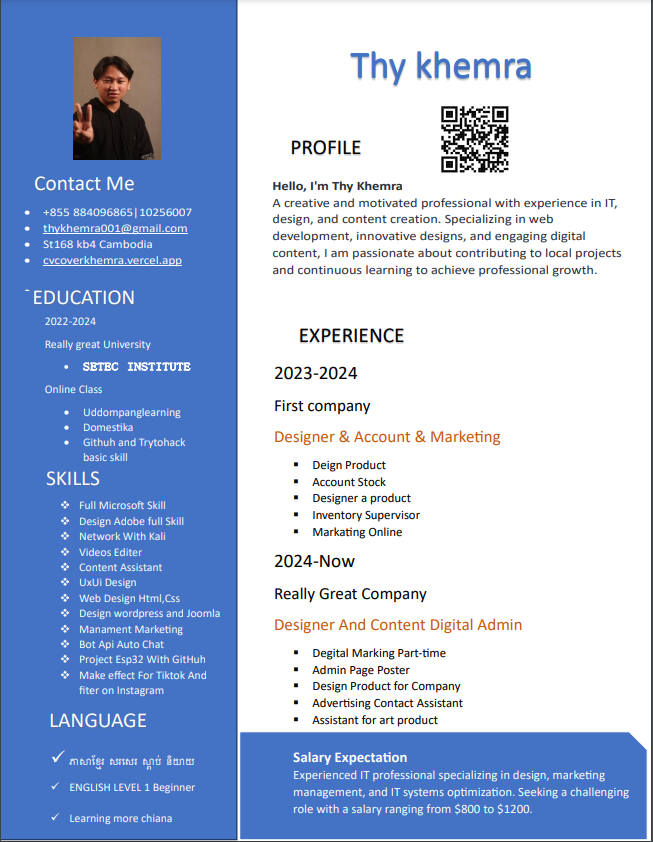 Thy khemra
Contact Me
+855 884096865|10256007
thykhemra001@gmail.com
St168 kb4 Cambodia
cvcoverkhemra.vercel.app
EDUCATION
2022-2024
Really great University
SETEC INSTITUTE
Online Class
Uddompanglearning
Domestika
Githuh and Trytohack
basic skill
SKILLS
Full Microsoft Skill
Design Adobe full Skill
Network With Kali
Videos Editer
Content Assistant
UxUi Design
Web Design Html,Css
Design wordpress and Joomla
Manament Marketing
Bot Api Auto Chat
Project Esp32 With GitHuh
Make effect For Tiktok And
fiter on Instagram
LANGUAGE
ភាសាខ្មែរ សរសេរ ស្តាប់ និយាយ
ENGLISH LEVEL 1 Beginner
Learning more chiana
PROFILE
Hello, I'm Thy Khemra
A creative and motivated professional with experience in IT,
design, and content creation. Specializing in web
development, innovative designs, and engaging digital
content, I am passionate about contributing to local projects
and continuous learning to achieve professional growth.
EXPERIENCE
2023-2024
First company
Designer & Account & Marketing
Deign Product
Account Stock
Designer a product
Inventory Supervisor
Markating Online
2024-Now
Really Great Company
Designer And Content Digital Admin
Degital Marking Part-time
Admin Page Poster
Design Product for Company
Advertising Contact Assistant
Assistant for art product
Salary Expectation
Experienced IT professional specializing in design, marketing
management, and IT systems optimization. Seeking a challenging
role with a salary ranging from $800 to $1200.